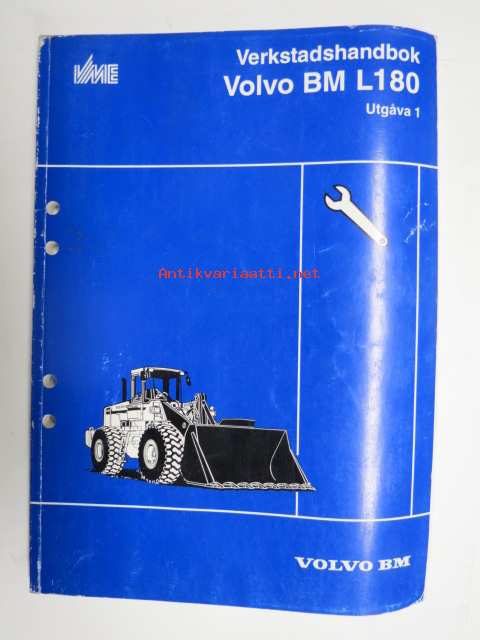 VME
Verkstadshandbok
Volvo BM L180
Utgåva 1
Antikvariaatti.net
VOLVO BM